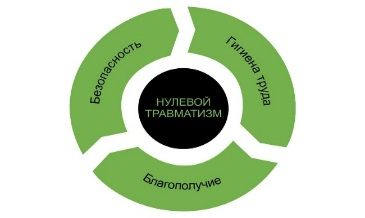 Безопасность
Гигиена труда
НУЛЕВОЙ
ТРАВМАТИЗМ
Благополучие